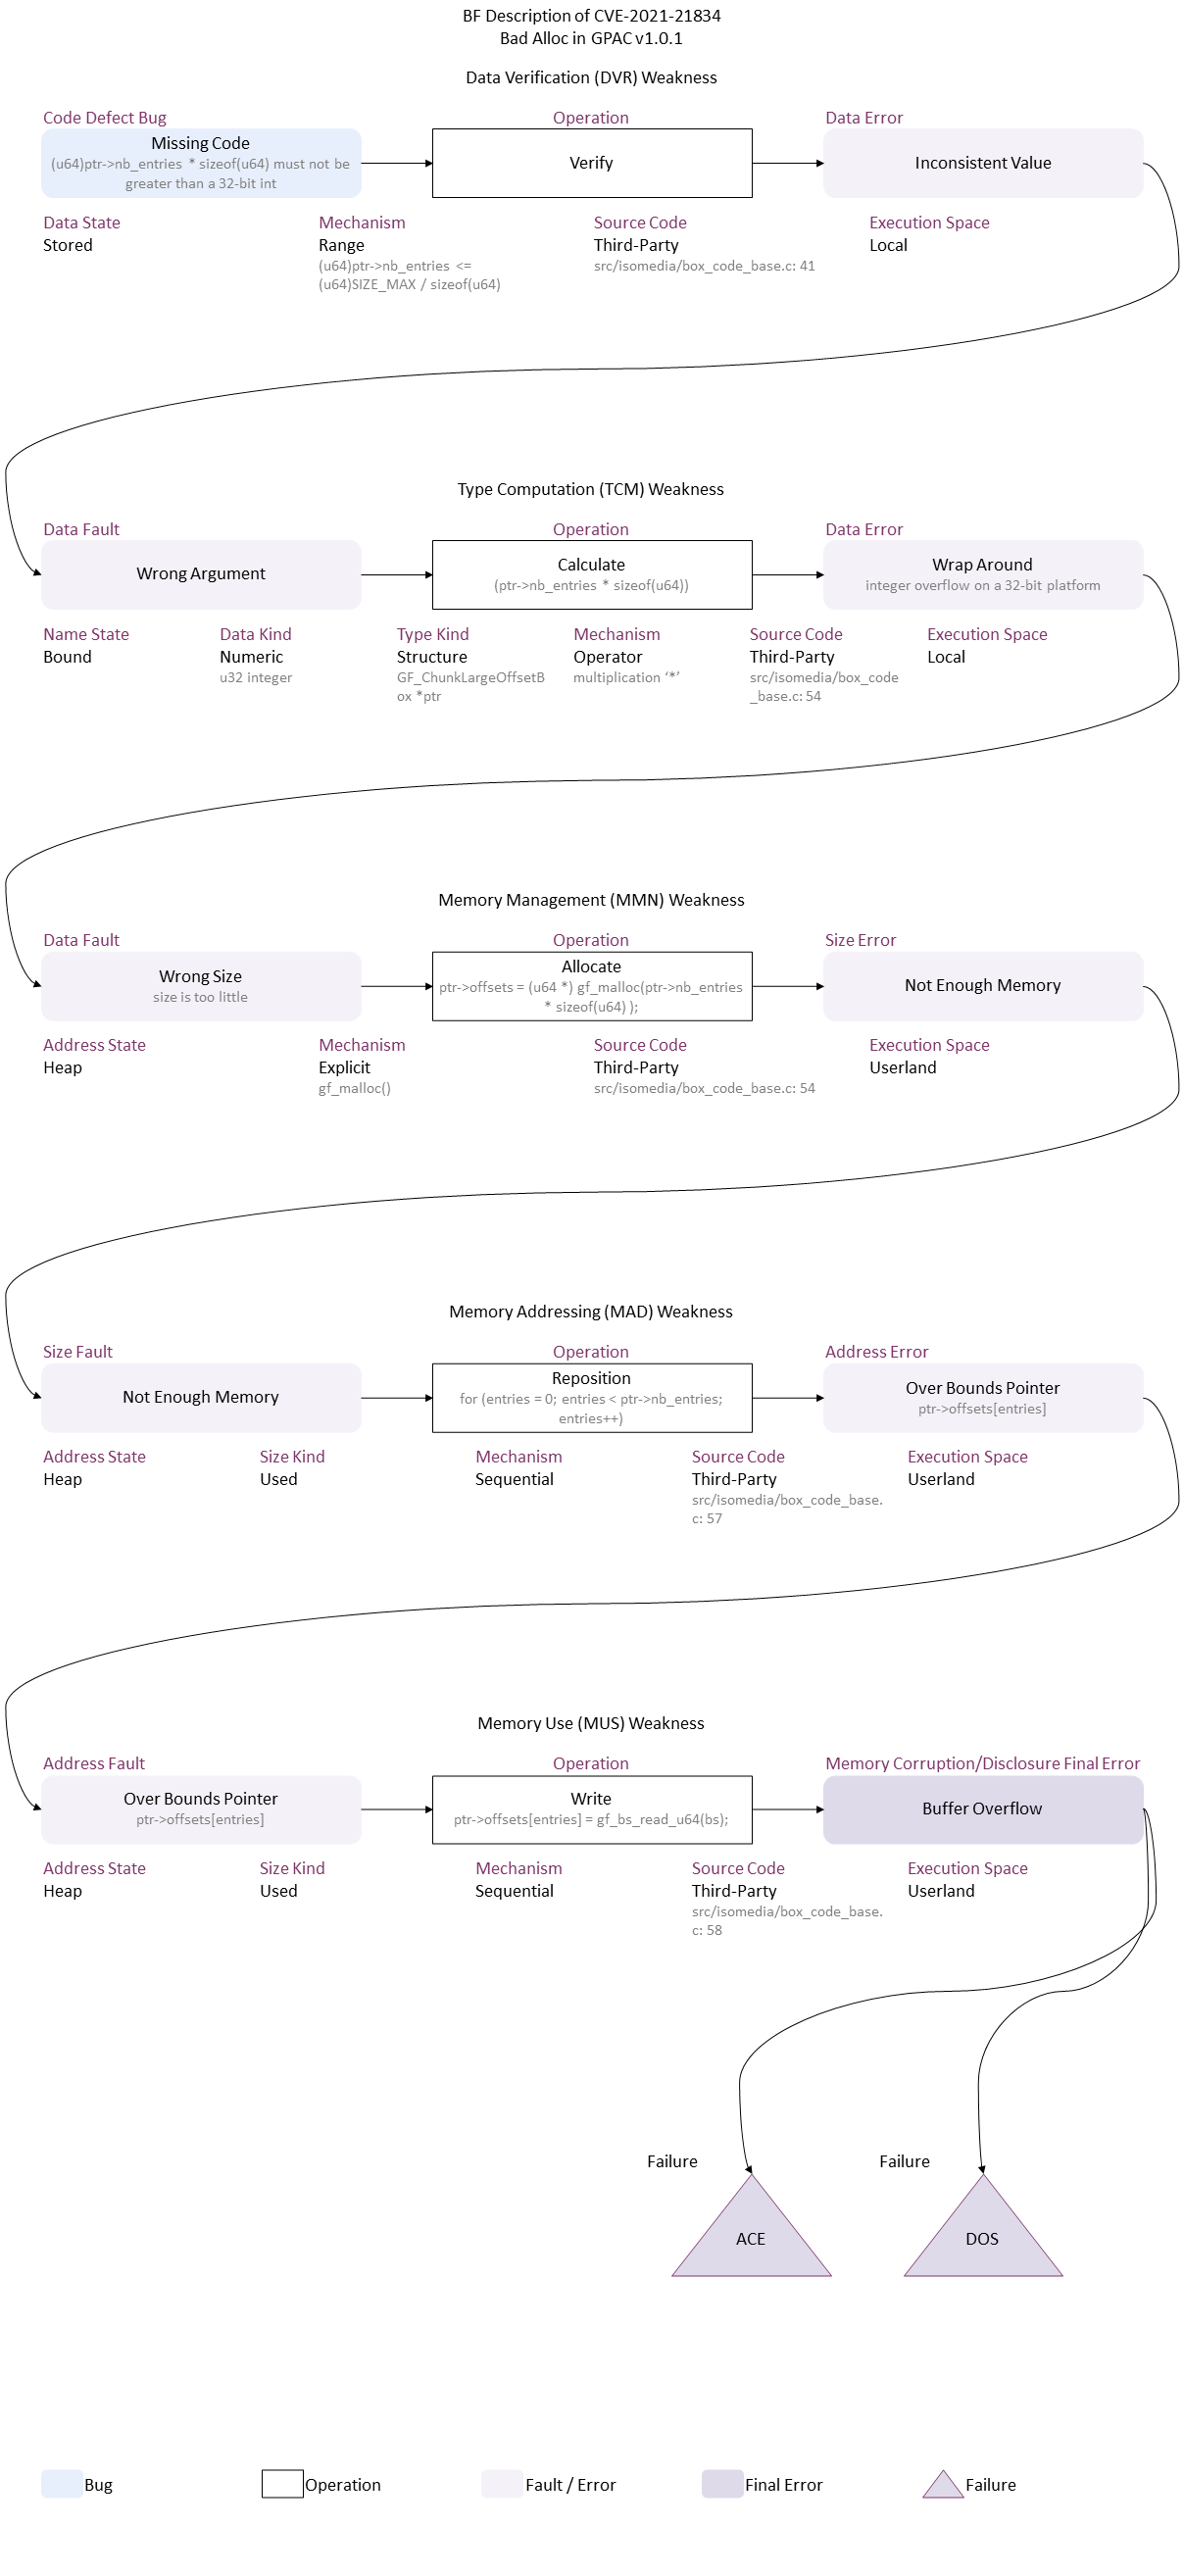 BF Description of CVE-2021-21834
Bad Alloc in GPAC v1.0.1
Data Verification (DVR) Weakness
Code Defect Bug
Operation
Data Error
Missing Code
(u64)ptr->nb_entries * sizeof(u64) must not be
greater than a 32-bit int
Verify
Inconsistent Value
Data State
Mechanism
Source Code
Execution Space
Stored
Range
Third-Party
Local
(u64)ptr->nb_entries <=
src/isomedia/box_code_base.c: 41
(u64)SIZE_MAX / sizeof(u64)
Type Computation (TCM) Weakness
Data Fault
Operation
Data Error
Wrong Argument
Calculate
(ptr->nb_entries * sizeof(u64))
Wrap Around
integer overflow on a 32-bit platform
Name State
Data Kind
Type Kind
Mechanism
Source Code
Execution Space
Bound
Numeric
Structure
Operator
Third-Party
Local
u32 integer
GF_ChunkLargeOffsetB
ox *ptr
multiplication ‘*’
src/isomedia/box_code
_base.c: 54
Memory Management (MMN) Weakness
Data Fault
Operation
Size Error
Wrong Size
size is too little
Allocate
ptr->offsets = (u64 *) gf_malloc(ptr->nb_entries
* sizeof(u64) );
Not Enough Memory
Address State
Mechanism
Source Code
Execution Space
Heap
Explicit
Third-Party
Userland
gf_malloc()
src/isomedia/box_code_base.c: 54
Memory Addressing (MAD) Weakness
Size Fault
Operation
Address Error
Not Enough Memory
Reposition
for (entries = 0; entries < ptr->nb_entries;
entries++)
Over Bounds Pointer
ptr->offsets[entries]
Address State
Size Kind
Mechanism
Source Code
Execution Space
Heap
Used
Sequential
Third-Party
Userland
src/isomedia/box_code_base.
c: 57
Memory Use (MUS) Weakness
Address Fault
Operation
Memory Corruption/Disclosure Final Error
Over Bounds Pointer
ptr->offsets[entries]
Write
ptr->offsets[entries] = gf_bs_read_u64(bs);
Buffer Overflow
Address State
Size Kind
Mechanism
Source Code
Execution Space
Heap
Used
Sequential
Third-Party
Userland
src/isomedia/box_code_base.
c: 58
Failure
Failure
ACE
DOS
Bug
Operation
Fault / Error
Final Error
Failure